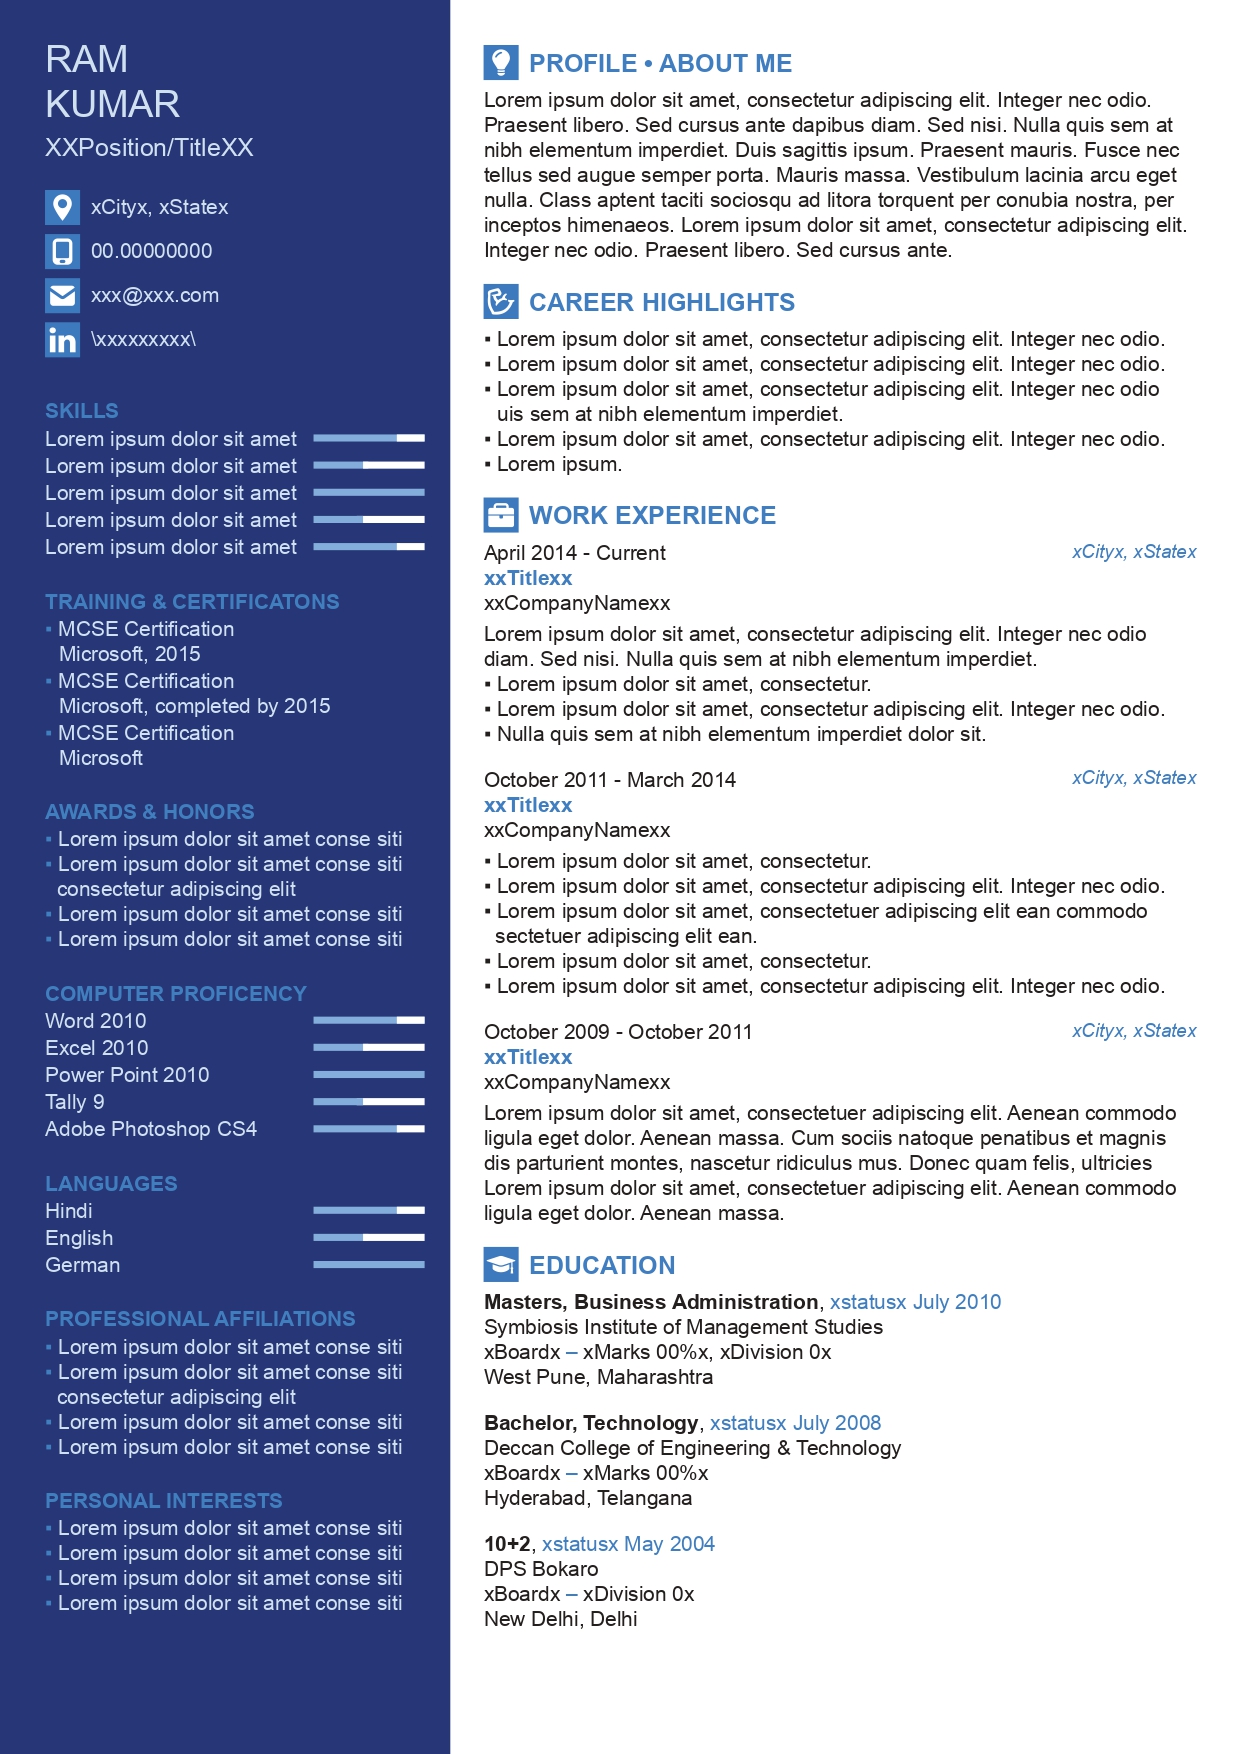 RAM
KUMAR
XXPosition/TitleXX
xCityx, xStatex
00.00000000
xxx@xxx.com
in \xxxxxxxxx\
SKILLS
Lorem ipsum dolor sit amet
Lorem ipsum dolor sit amet
Lorem ipsum dolor sit amet
Lorem ipsum dolor sit amet
Lorem ipsum dolor sit amet
TRAINING & CERTIFICATONS
▪ MCSE Certification
Microsoft, 2015
▪ MCSE Certification
Microsoft, completed by 2015
▪ MCSE Certification
Microsoft
AWARDS & HONORS
▪ Lorem ipsum dolor sit amet conse siti
▪ Lorem ipsum dolor sit amet conse siti
consectetur adipiscing elit
▪ Lorem ipsum dolor sit amet conse siti
▪ Lorem ipsum dolor sit amet conse siti
COMPUTER PROFICENCY
Word 2010
Excel 2010
Power Point 2010
Tally 9
Adobe Photoshop CS4
LANGUAGES
Hindi
English
German
PROFESSIONAL AFFILIATIONS
▪ Lorem ipsum dolor sit amet conse siti
▪ Lorem ipsum dolor sit amet conse siti
consectetur adipiscing elit
▪ Lorem ipsum dolor sit amet conse siti
▪ Lorem ipsum dolor sit amet conse siti
PERSONAL INTERESTS
▪ Lorem ipsum dolor sit amet conse siti
▪ Lorem ipsum dolor sit amet conse siti
▪ Lorem ipsum dolor sit amet conse siti
▪ Lorem ipsum dolor sit amet conse siti
PROFILE • ABOUT ME
Lorem ipsum dolor sit amet, consectetur adipiscing elit. Integer nec odio.
Praesent libero. Sed cursus ante dapibus diam. Sed nisi. Nulla quis sem at
nibh elementum imperdiet. Duis sagittis ipsum. Praesent mauris. Fusce nec
tellus sed augue semper porta. Mauris massa. Vestibulum lacinia arcu eget
nulla. Class aptent taciti sociosqu ad litora torquent per conubia nostra, per
inceptos himenaeos. Lorem ipsum dolor sit amet, consectetur adipiscing elit.
Integer nec odio. Praesent libero. Sed cursus ante.
CAREER HIGHLIGHTS
▪ Lorem ipsum dolor sit amet, consectetur adipiscing elit. Integer nec odio.
▪ Lorem ipsum dolor sit amet, consectetur adipiscing elit. Integer nec odio.
▪ Lorem ipsum dolor sit amet, consectetur adipiscing elit. Integer nec odio
uis sem at nibh elementum imperdiet.
▪ Lorem ipsum dolor sit amet, consectetur adipiscing elit. Integer nec odio.
▪ Lorem ipsum.
WORK EXPERIENCE
April 2014 - Current xCityx, xStatex
xxTitlexx
xxCompanyNamexx
Lorem ipsum dolor sit amet, consectetur adipiscing elit. Integer nec odio
diam. Sed nisi. Nulla quis sem at nibh elementum imperdiet.
▪ Lorem ipsum dolor sit amet, consectetur.
▪ Lorem ipsum dolor sit amet, consectetur adipiscing elit. Integer nec odio.
▪ Nulla quis sem at nibh elementum imperdiet dolor sit.
October 2011 - March 2014 xCityx, xStatex
xxTitlexx
xxCompanyNamexx
▪ Lorem ipsum dolor sit amet, consectetur.
▪ Lorem ipsum dolor sit amet, consectetur adipiscing elit. Integer nec odio.
▪ Lorem ipsum dolor sit amet, consectetuer adipiscing elit ean commodo
sectetuer adipiscing elit ean.
▪ Lorem ipsum dolor sit amet, consectetur.
▪ Lorem ipsum dolor sit amet, consectetur adipiscing elit. Integer nec odio.
October 2009 - October 2011 xCityx, xStatex
xxTitlexx
xxCompanyNamexx
Lorem ipsum dolor sit amet, consectetuer adipiscing elit. Aenean commodo
ligula eget dolor. Aenean massa. Cum sociis natoque penatibus et magnis
dis parturient montes, nascetur ridiculus mus. Donec quam felis, ultricies
Lorem ipsum dolor sit amet, consectetuer adipiscing elit. Aenean commodo
ligula eget dolor. Aenean massa.
EDUCATION
Masters, Business Administration, xstatusx July 2010
Symbiosis Institute of Management Studies
xBoardx – xMarks 00%x, xDivision 0x
West Pune, Maharashtra
Bachelor, Technology, xstatusx July 2008
Deccan College of Engineering & Technology
xBoardx – xMarks 00%x
Hyderabad, Telangana
10+2, xstatusx May 2004
DPS Bokaro
xBoardx – xDivision 0x
New Delhi, Delhi